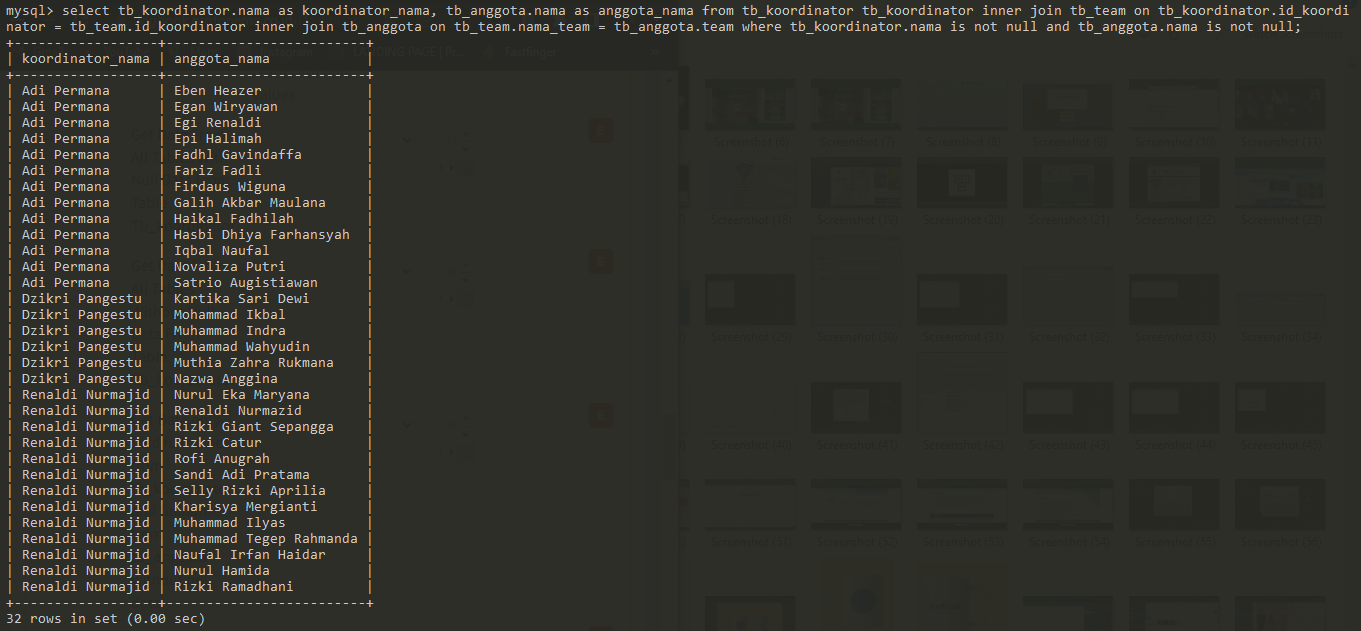 mysql> select tb_koordinator.nama as koordinator_nama, tb_anggota.nama as anggota_nama from tb_koordinator tb_koordinator inner join tb_team on tb_koordinator.id_koordi
nator = tb_team.id_koordinator inner join tb_anggota on tb_team.nama_team = tb_anggota.team where tb_koordinator.nama is not null and tb_anggota.nama is not null;
+------------------+-------------------------+
| koordinator_nama | anggota_nama            |
+------------------+-------------------------+
| Adi Permana      | Eben Heazer             |
| Adi Permana      | Egan Wiryawan           |
| Adi Permana      | Egi Renaldi             |
| Adi Permana      | Epi Halimah             |
| Adi Permana      | Fadhl Gavindaffa        |
| Adi Permana      | Fariz Fadli             |
| Adi Permana      | Firdaus Wiguna          |
| Adi Permana      | Galih Akbar Maulana     |
| Adi Permana      | Haikal Fadhilah         |
| Adi Permana      | Hasbi Dhiya Farhansyah  |
| Adi Permana      | Iqbal Naufal            |
| Adi Permana      | Novaliza Putri          |
| Adi Permana      | Satrio Augistiawan      |
| Dzikri Pangestu  | Kartika Sari Dewi       |
| Dzikri Pangestu  | Mohammad Ikbal          |
| Dzikri Pangestu  | Muhammad Indra          |
| Dzikri Pangestu  | Muhammad Wahyudin       |
| Dzikri Pangestu  | Muthia Zahra Rukmana    |
| Dzikri Pangestu  | Nazwa Anggina           |
| Renaldi Nurmajid | Nurul Eka Maryana       |
| Renaldi Nurmajid | Renaldi Nurmazid        |
| Renaldi Nurmajid | Rizki Giant Sepangga    |
| Renaldi Nurmajid | Rizki Catur             |
| Renaldi Nurmajid | Rofi Anugrah            |
| Renaldi Nurmajid | Sandi Adi Pratama       |
| Renaldi Nurmajid | Selly Rizki Aprilia     |
| Renaldi Nurmajid | Kharisya Mergianti      |
| Renaldi Nurmajid | Muhammad Ilyas          |
| Renaldi Nurmajid | Muhammad Tegep Rahmanda |
| Renaldi Nurmajid | Naufal Irfan Haidar     |
| Renaldi Nurmajid | Nurul Hamida            |
| Renaldi Nurmajid | Rizki Ramadhani         |
+------------------+-------------------------+
32 rows in set (0.00 sec)